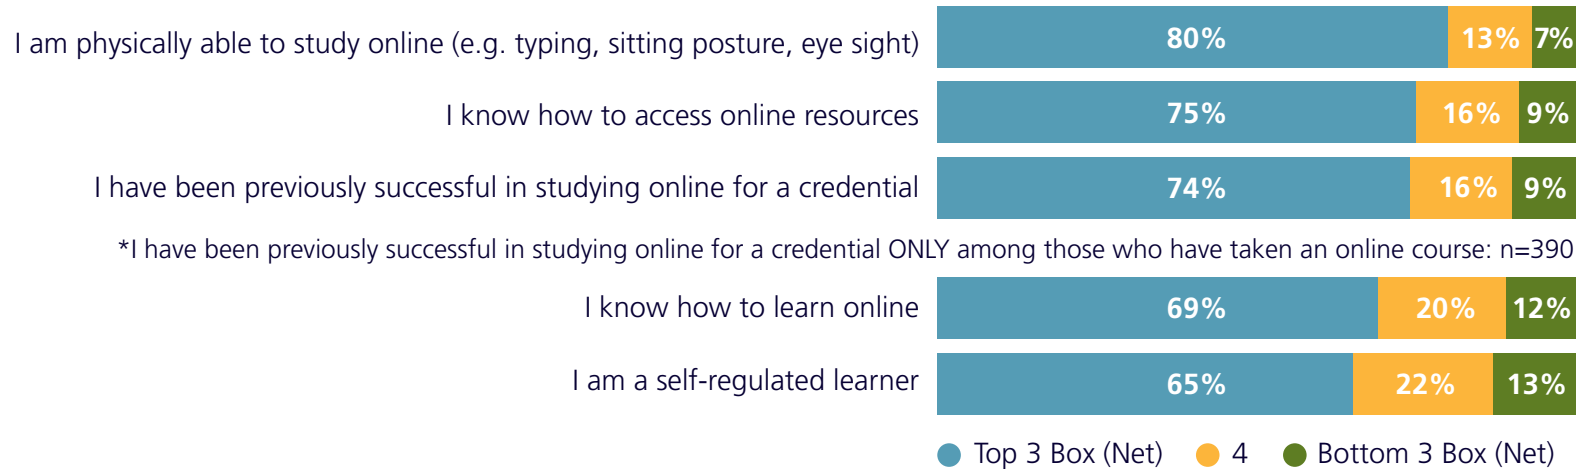 I am physically able to study online (e.g. typing, sitting posture, eye sight) 80% 13% 7%
I know how to access online resources 75% 16% 9%
I have been previously successful in studying online for a credential 74% 16% 9%
*I have been previously successful in studying online for a credential ONLY among those who have taken an online course: n=390
I know how to learn online 69% 20% 12%
I am a self-regulated learner 65% 22% 13%
Top 3 Box (Net) 4 Bottom 3 Box (Net)